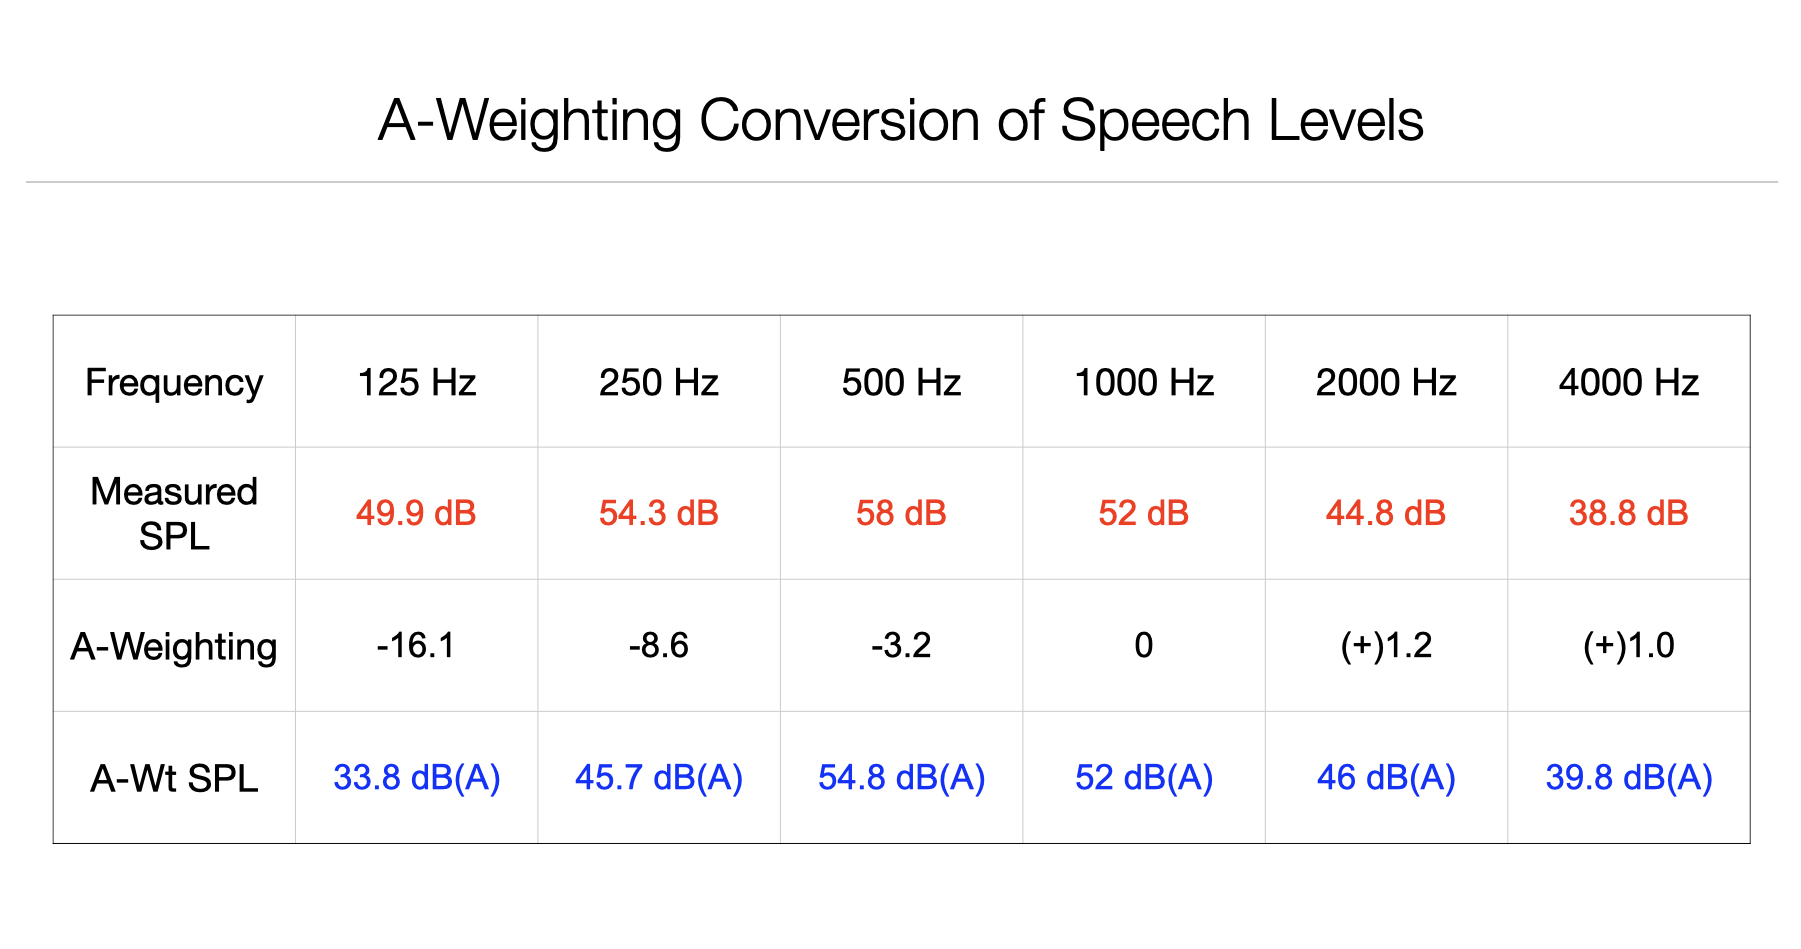 A-Weighting Conversion of Speech Levels
Frequency 125 Hz 250 Hz 500 Hz 1000 Hz 2000 Hz 4000 Hz
Measured
SPL 49.9 dB 54.3 dB 58 dB 52 dB 44.8 dB 38.8 dB
A-Weighting -16.1 -8.6 -3.2 0 (+)1.2 (+)1.0
A-Wt SPL 33.8 dB(A) 45.7 dB(A) 54.8 dB(A) 52 dB(A) 46 dB(A) 39.8 dB(A)